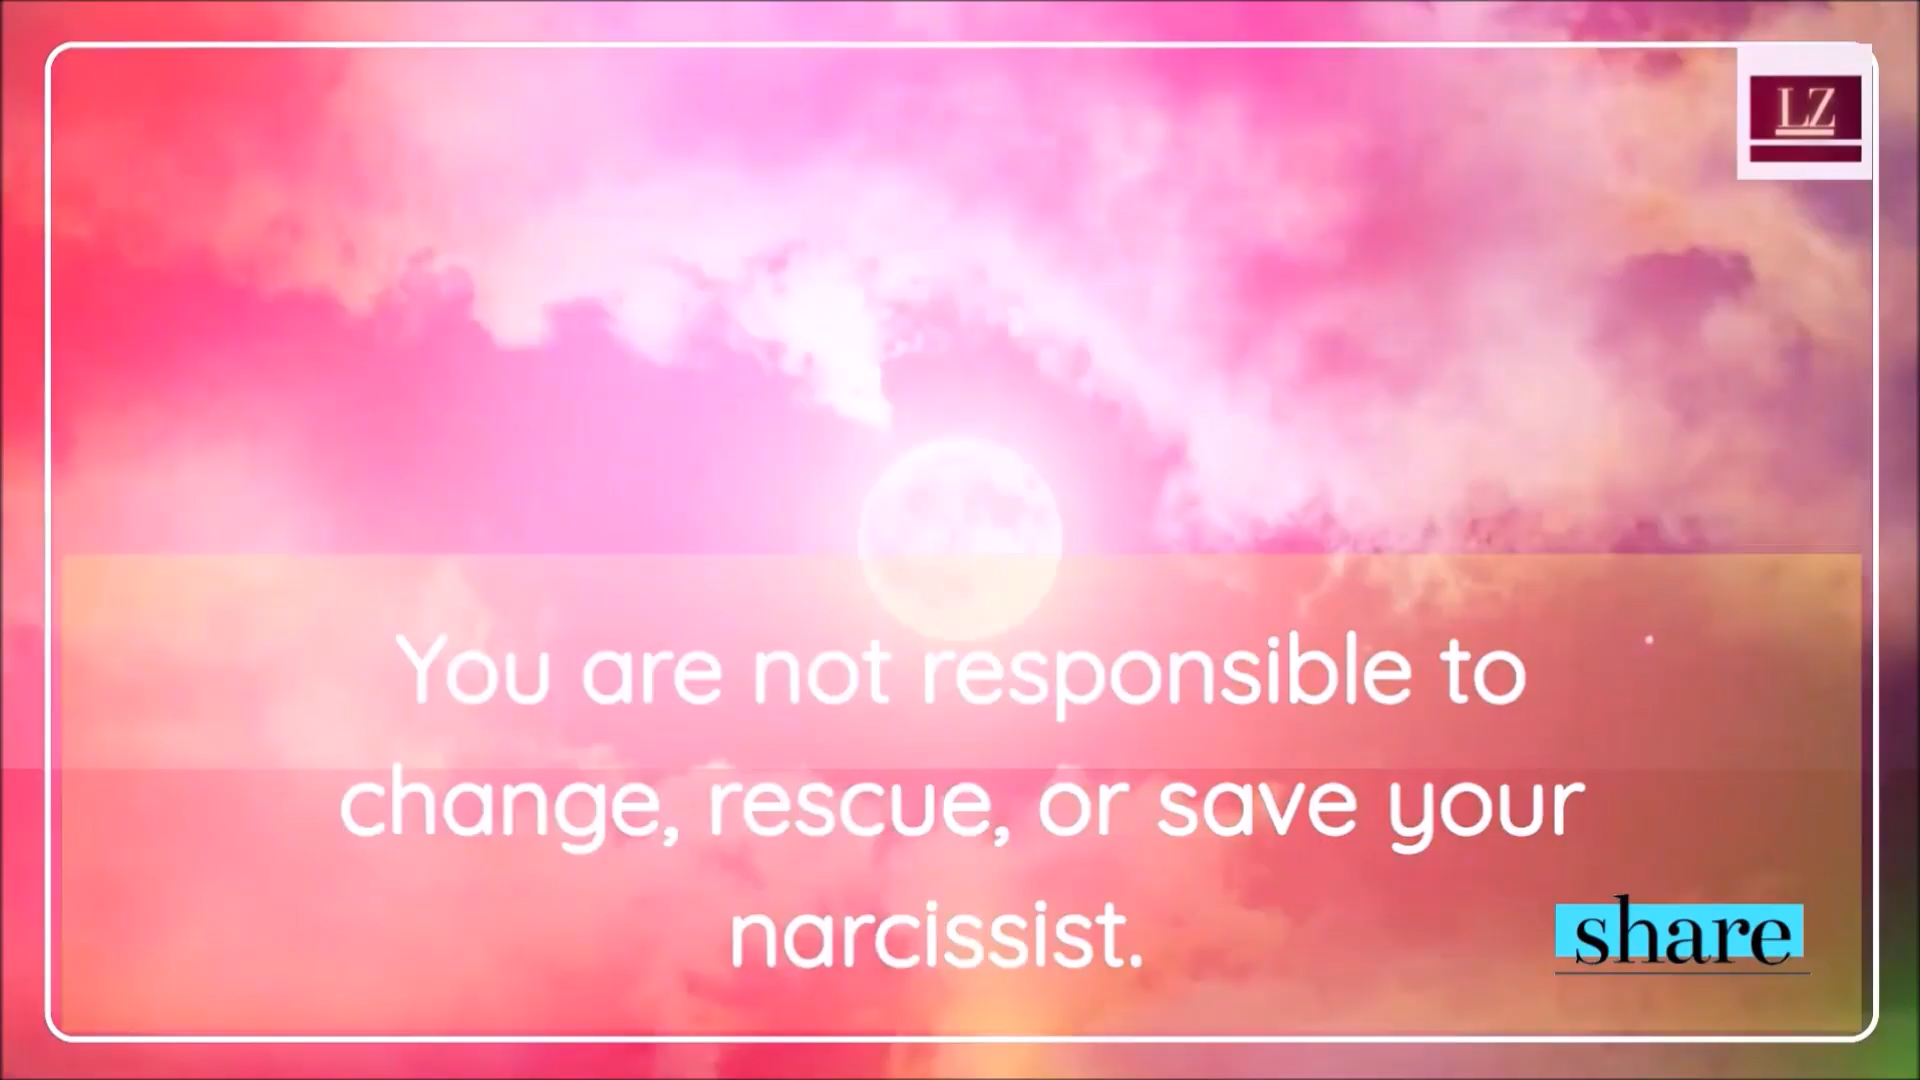 LZ
You are not responsible to
change, rescue, or save your
narcissist.
share